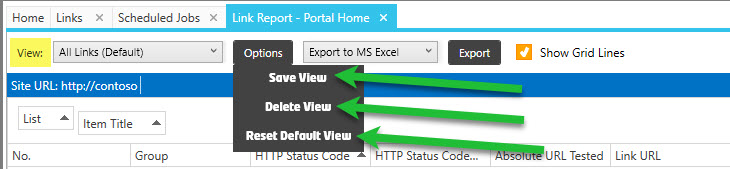 Home Links × Scheduled Jobs × Link Report - Portal Home ×
View: All Links (Default) Options Export to MS Excel Export Show Grid Lines
Save View
Site URL: http://contoso
Delete View
List Item Title
Reset Default View
No. Group HTTP Status Code HTTP Status Code... Absolute URL Tested Link URL